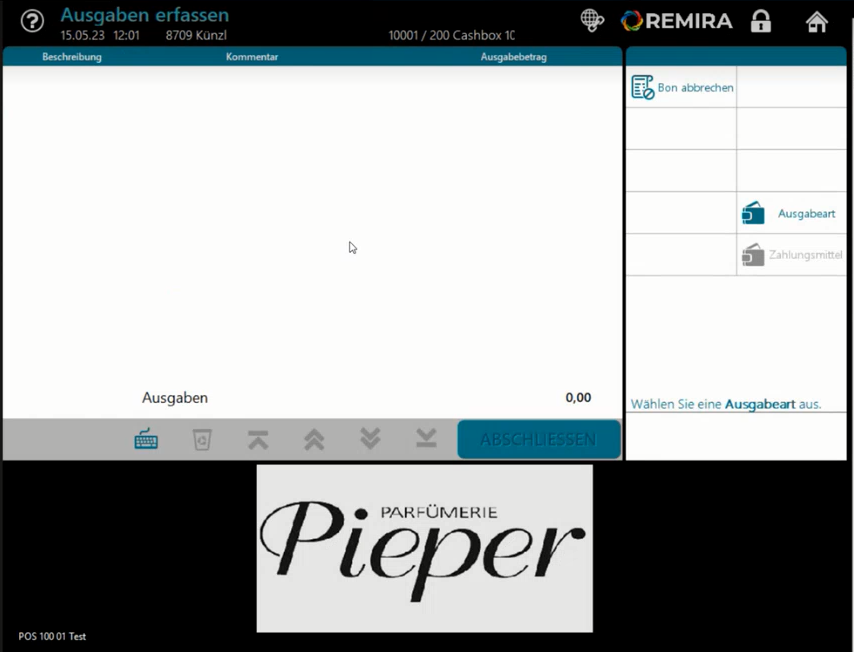 Ausgaben erfassen
15.05.23 12:01 8709 Künzl 10001 / 200 Cashbox 10
REMIRA
Beschreibung Kommentar Ausgabebetrag
Bon abbrechen
Ausgabeart
Zahlungsmittel
Ausgaben 0,00
Wählen Sie eine Ausgabeart aus.
ABSCHLIESSEN
PARFÜMERIE
Pieper
POS 100 01 Test